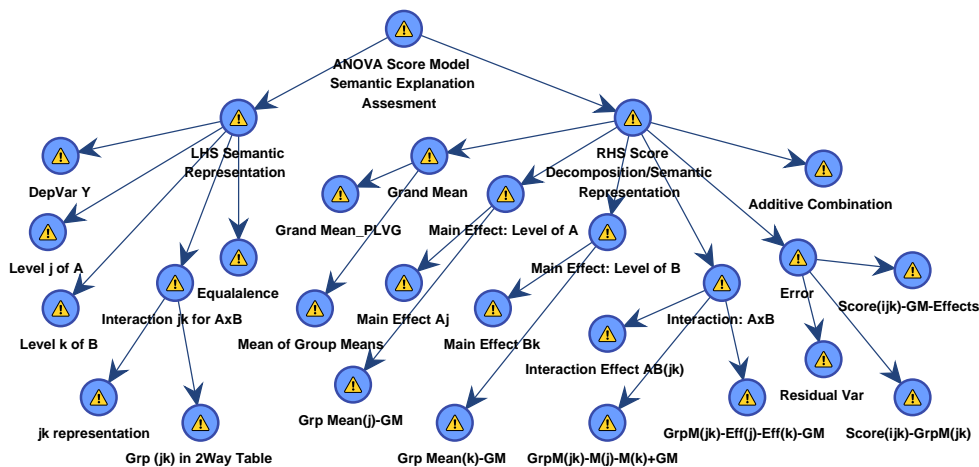 ANOVA Score Model
Semantic Explanation
Assesment
LHS Semantic
Representation
RHS Score
Decomposition/Semantic
Representation
DepVar Y
Grand Mean
Additive Combination
Level j of A
Equalalence
Grand Mean_PLVG
Main Effect: Level of A
Main Effect: Level of B
Interaction jk for AxB
Error
Score(ijk)-GM-Effects
Level k of B
Mean of Group Means
Main Effect Aj
Main Effect Bk
Interaction: AxB
Interaction Effect AB(jk)
Residual Var
jk representation
Grp (jk) in 2Way Table
Grp Mean(j)-GM
Grp Mean(k)-GM
GrpM(jk)-M(j)-M(k)+GM
GrpM(jk)-Eff(j)-Eff(k)-GM
Score(ijk)-GrpM(jk)